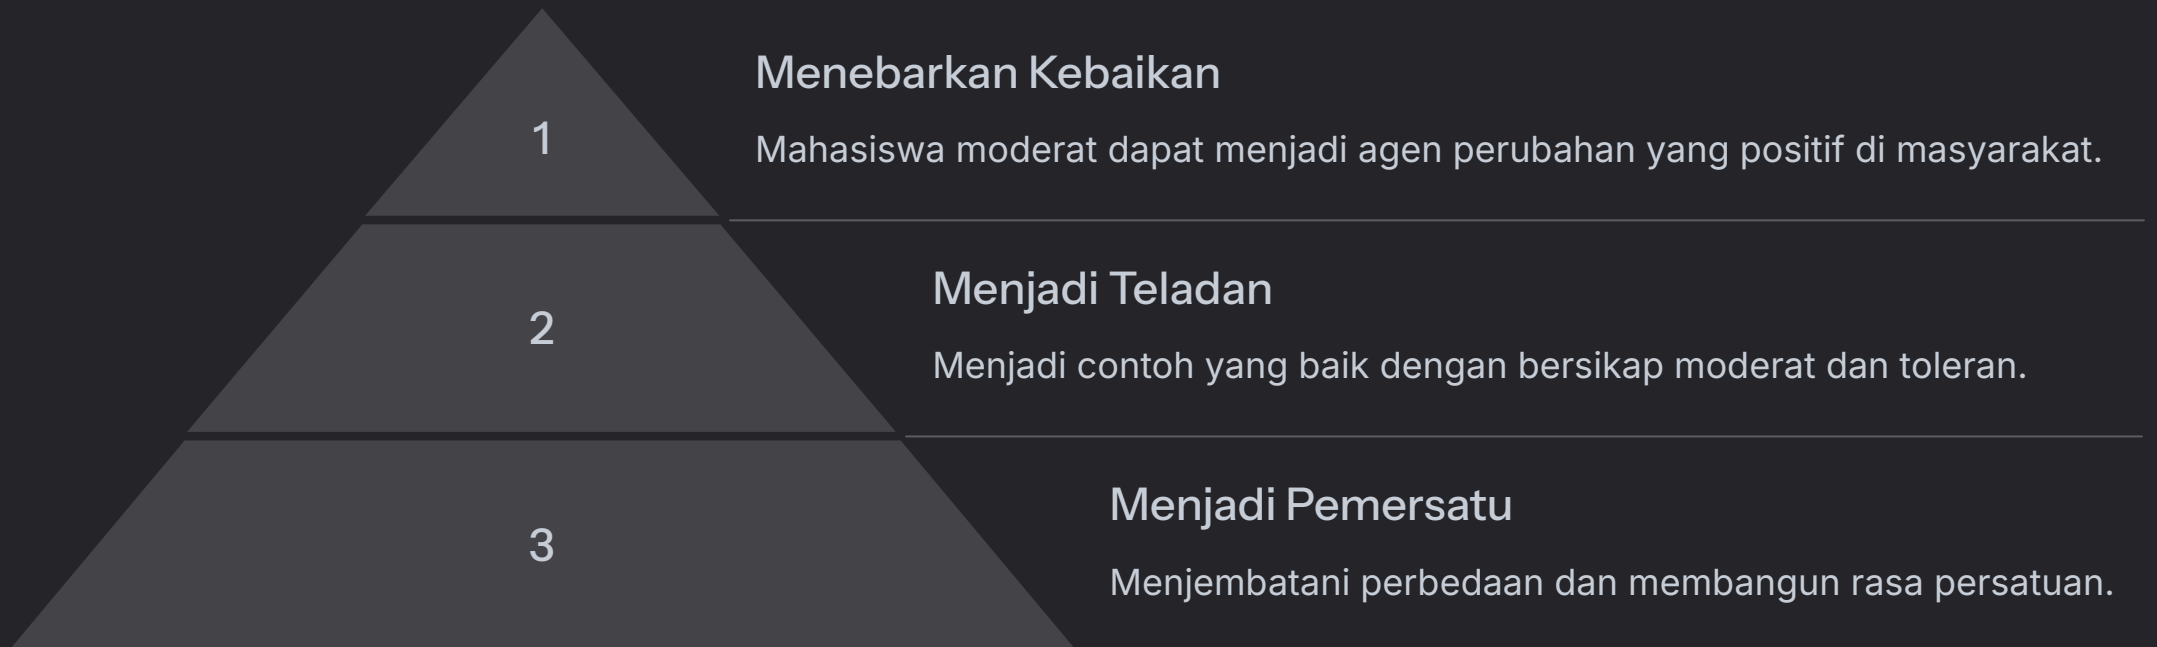 1
Menebarkan Kebaikan
Mahasiswa moderat dapat menjadi agen perubahan yang positif di masyarakat.
2
Menjadi Teladan
Menjadi contoh yang baik dengan bersikap moderat dan toleran.
3
Menjadi Pemersatu
Menjembatani perbedaan dan membangun rasa persatuan.